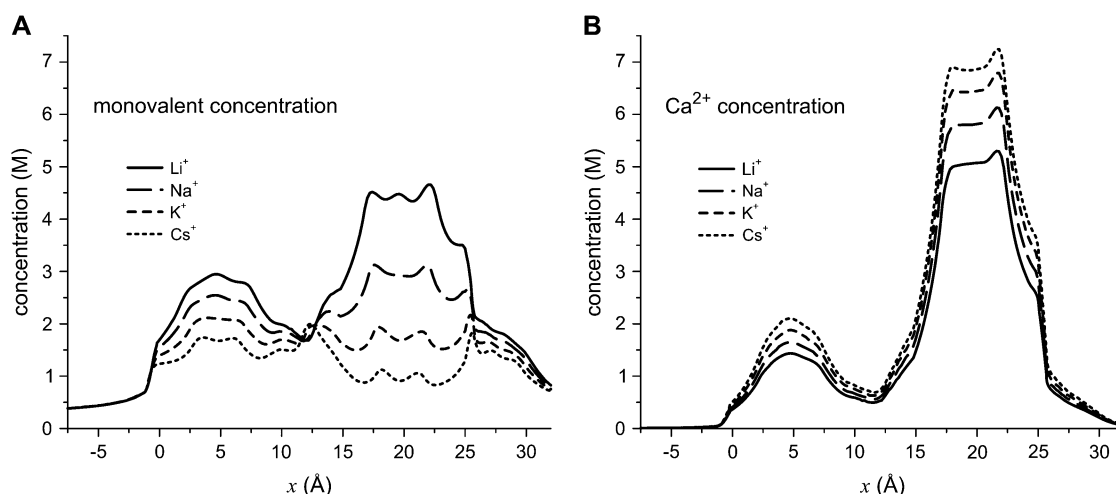 A
concentration (M)
7
6
5
4
3
2
1
0
monovalent concentration
Li⁺
Na⁺
K⁺
Cs⁺
-5 0 5 10 15 20 25 30
x (Å)
B
concentration (M)
7
6
5
4
3
2
1
0
Ca²⁺ concentration
Li⁺
Na⁺
K⁺
Cs⁺
-5 0 5 10 15 20 25 30
x (Å)